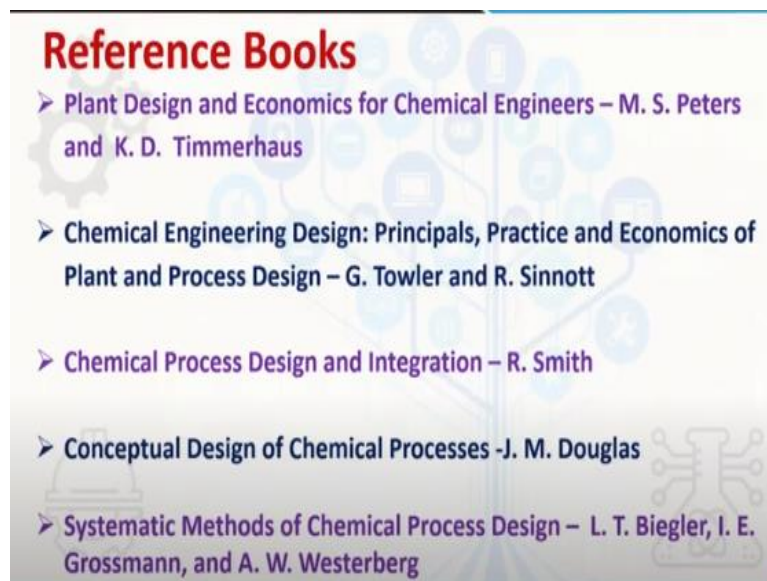 Reference Books
➢ Plant Design and Economics for Chemical Engineers – M. S. Peters
and K. D. Timmerhaus
➢ Chemical Engineering Design: Principals, Practice and Economics of
Plant and Process Design – G. Towler and R. Sinnott
➢ Chemical Process Design and Integration – R. Smith
➢ Conceptual Design of Chemical Processes -J. M. Douglas
➢ Systematic Methods of Chemical Process Design – L. T. Biegler, I. E.
Grossmann, and A. W. Westerberg